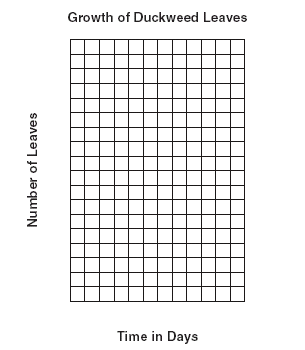 Growth of Duckweed Leaves
Number of Leaves
Time in Days